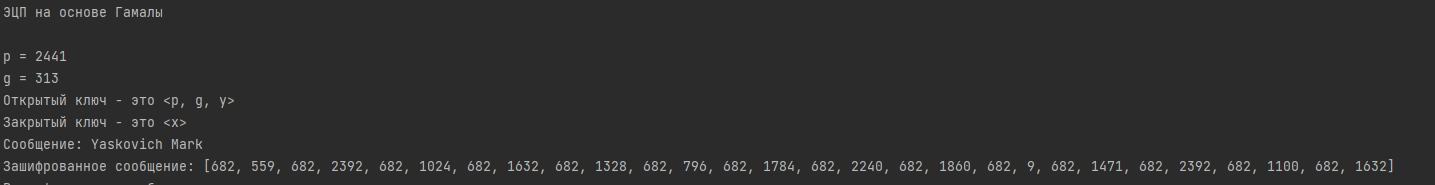 ЭЦП на основе Гамалы
p = 2441
g = 313
Открытый ключ - это <p, g, y>
Закрытый ключ - это <x>
Сообщение: Yaskovich Mark
Зашифрованное сообщение: [682, 559, 682, 2392, 682, 1024, 682, 1632, 682, 1328, 682, 796, 682, 1784, 682, 2240, 682, 1860, 682, 9, 682, 1471, 682, 2392, 682, 1100, 682, 1632]